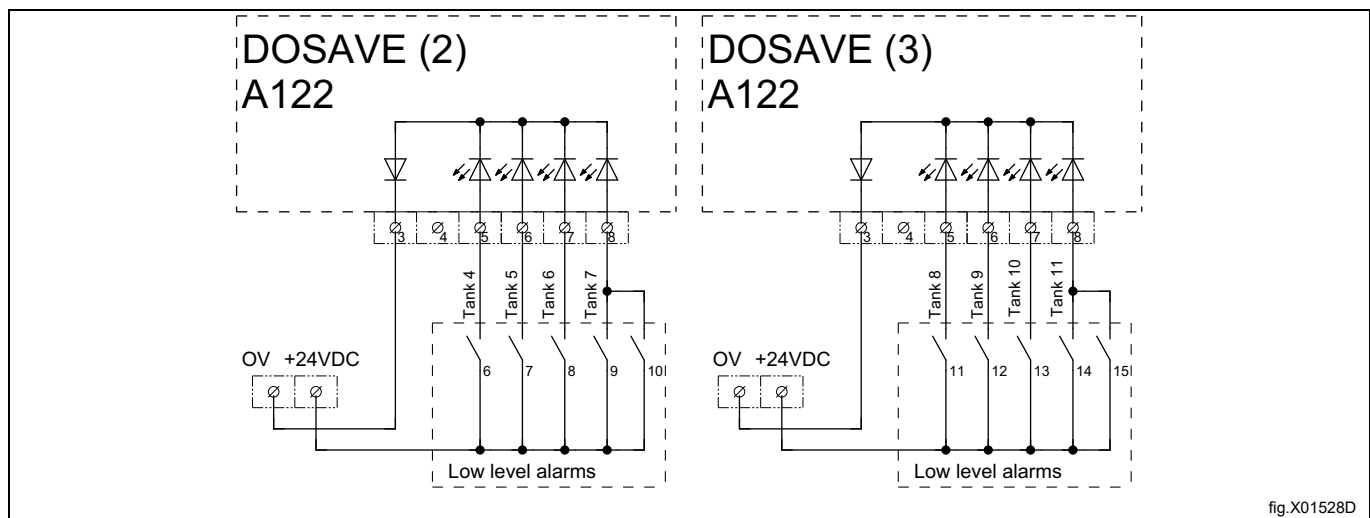 DOSAVE (2)
A122
3 4 5 6 7 8
Tank 4
Tank 5
Tank 6
Tank 7
OV +24VDC
6 7 8 9 10
Low level alarms
DOSAVE (3)
A122
3 4 5 6 7 8
Tank 8
Tank 9
Tank 10
Tank 11
OV +24VDC
11 12 13 14 15
Low level alarms
fig.X01528D